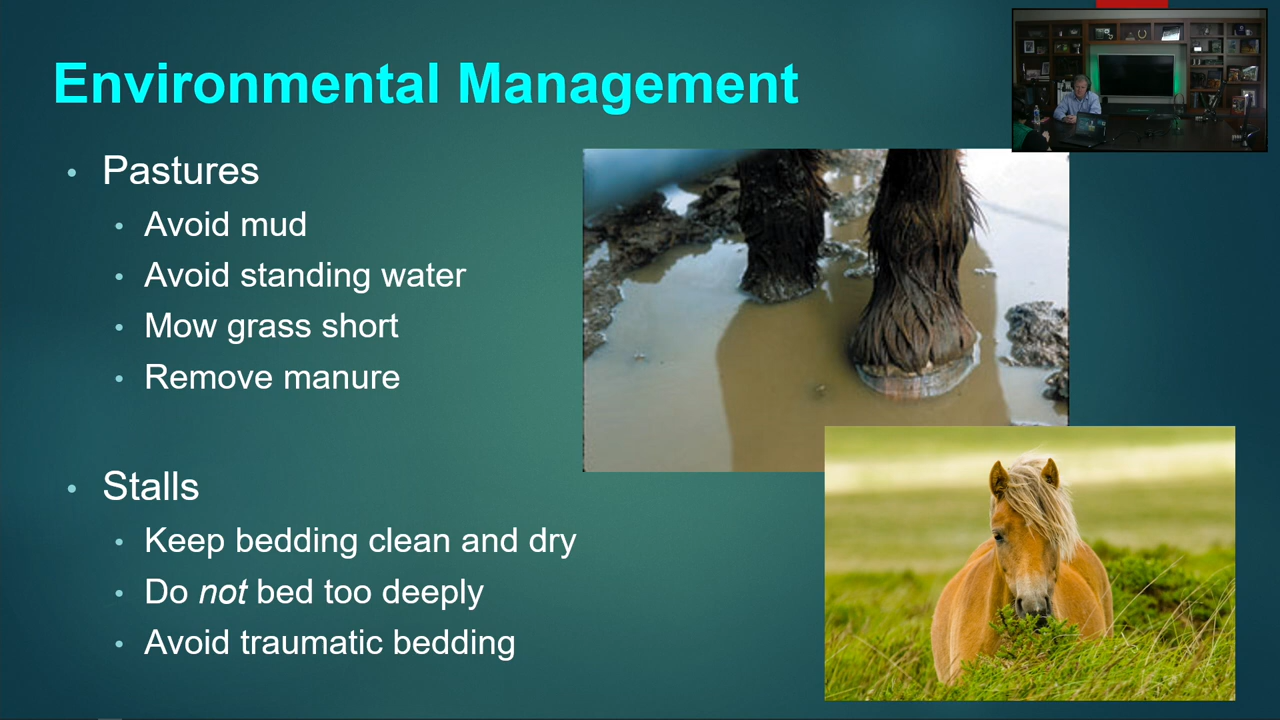 Environmental Management
• Pastures
• Avoid mud
• Avoid standing water
• Mow grass short
• Remove manure
• Stalls
• Keep bedding clean and dry
• Do not bed too deeply
• Avoid traumatic bedding